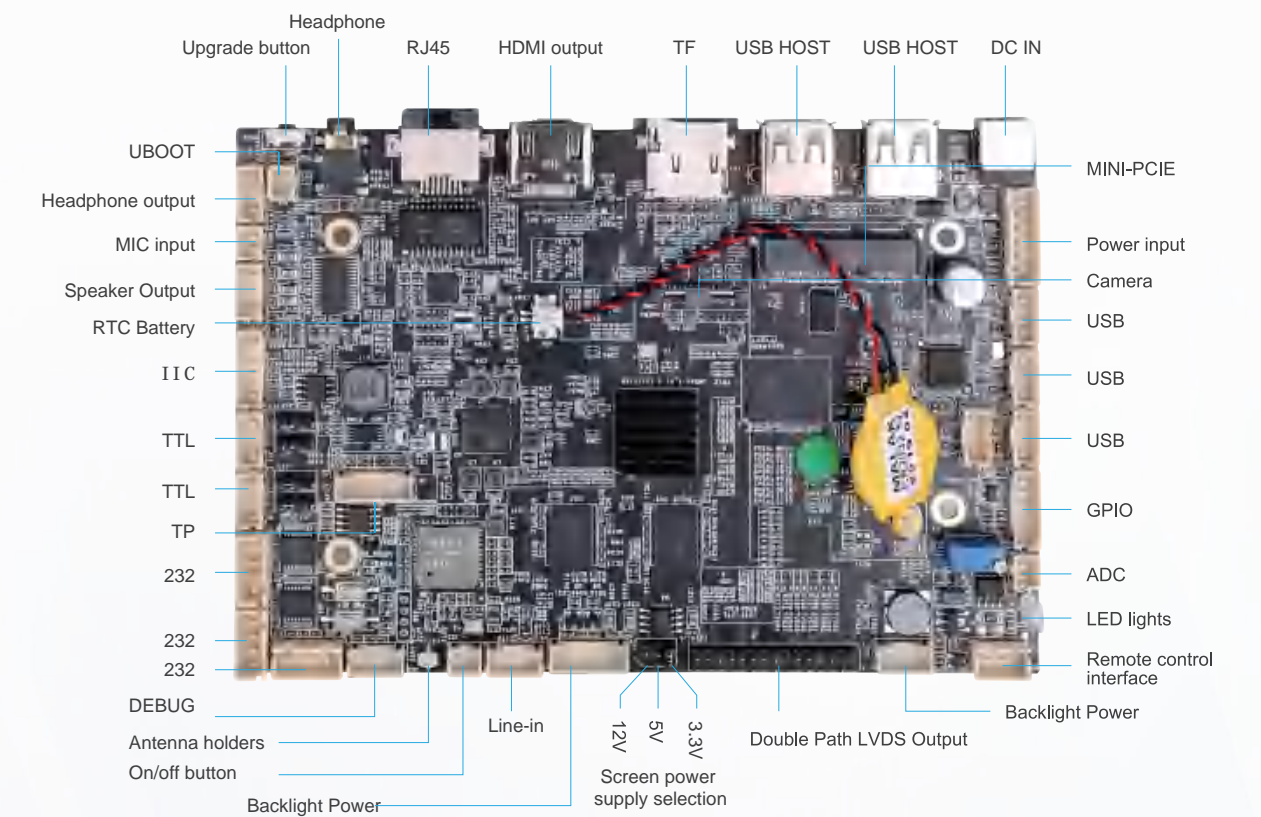 Headphone
Upgrade button
RJ45
HDMI output
TF
USB HOST
USB HOST
DC IN
UBOOT
Headphone output
MIC input
Speaker Output
RTC Battery
IIC
TTL
TTL
TP
232
232
232
DEBUG
Antenna holders
On/off button
Backlight Power
Line-in
12V
5V
3.3V
Screen power
supply selection
Double Path LVDS Output
MINI-PCIE
Power input
Camera
USB
USB
USB
GPIO
ADC
LED lights
Remote control
interface
Backlight Power